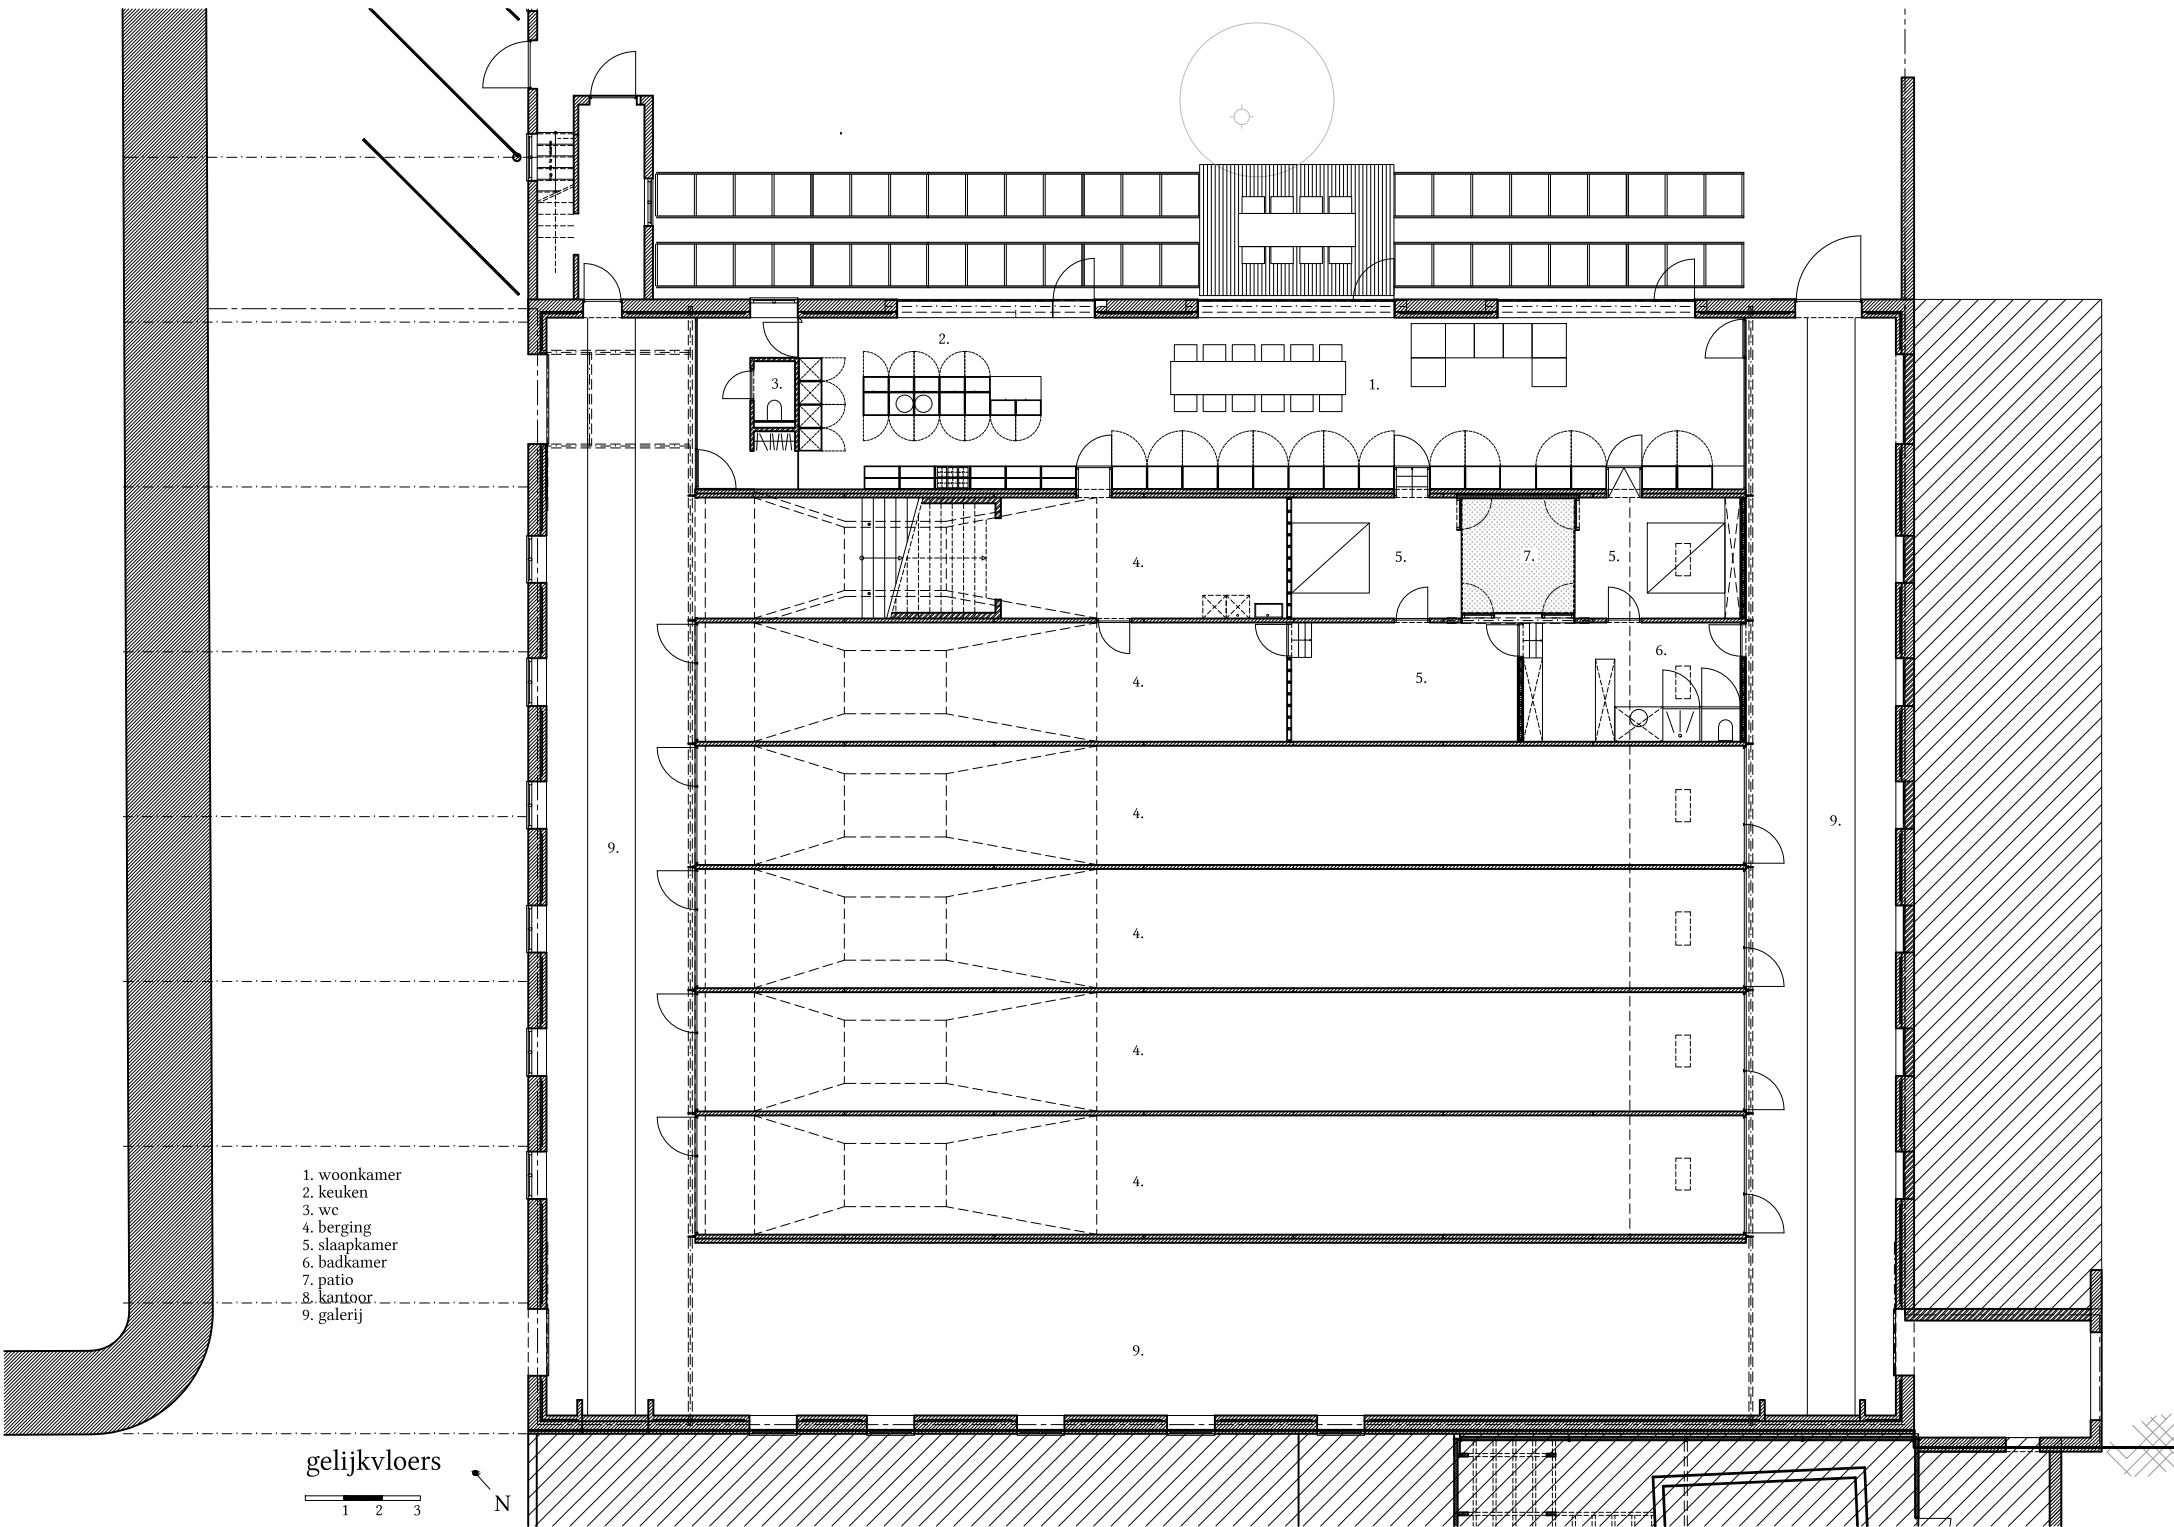 2.
3.
1.
4.
5.
7.
5.
6.
4.
5.
4.
9.
9.
4.
4.
4.
9.
1. woonkamer
2. keuken
3. wc
4. berging
5. slaapkamer
6. badkamer
7. patio
8. kantoor
9. galerij
gelijkvloers
1 2 3
N